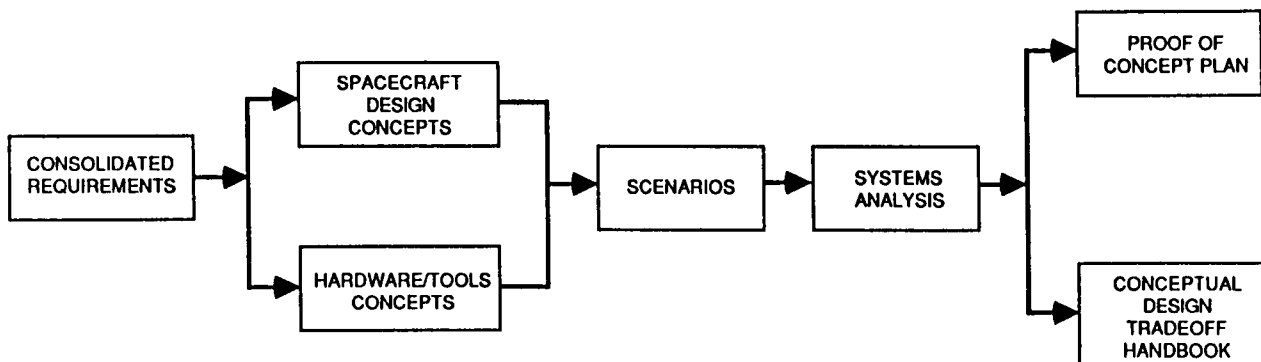 CONSOLIDATED
REQUIREMENTS
SPACECRAFT
DESIGN
CONCEPTS
HARDWARE/TOOLS
CONCEPTS
SCENARIOS
SYSTEMS
ANALYSIS
PROOF OF
CONCEPT PLAN
CONCEPTUAL
DESIGN
TRADEOFF
HANDBOOK